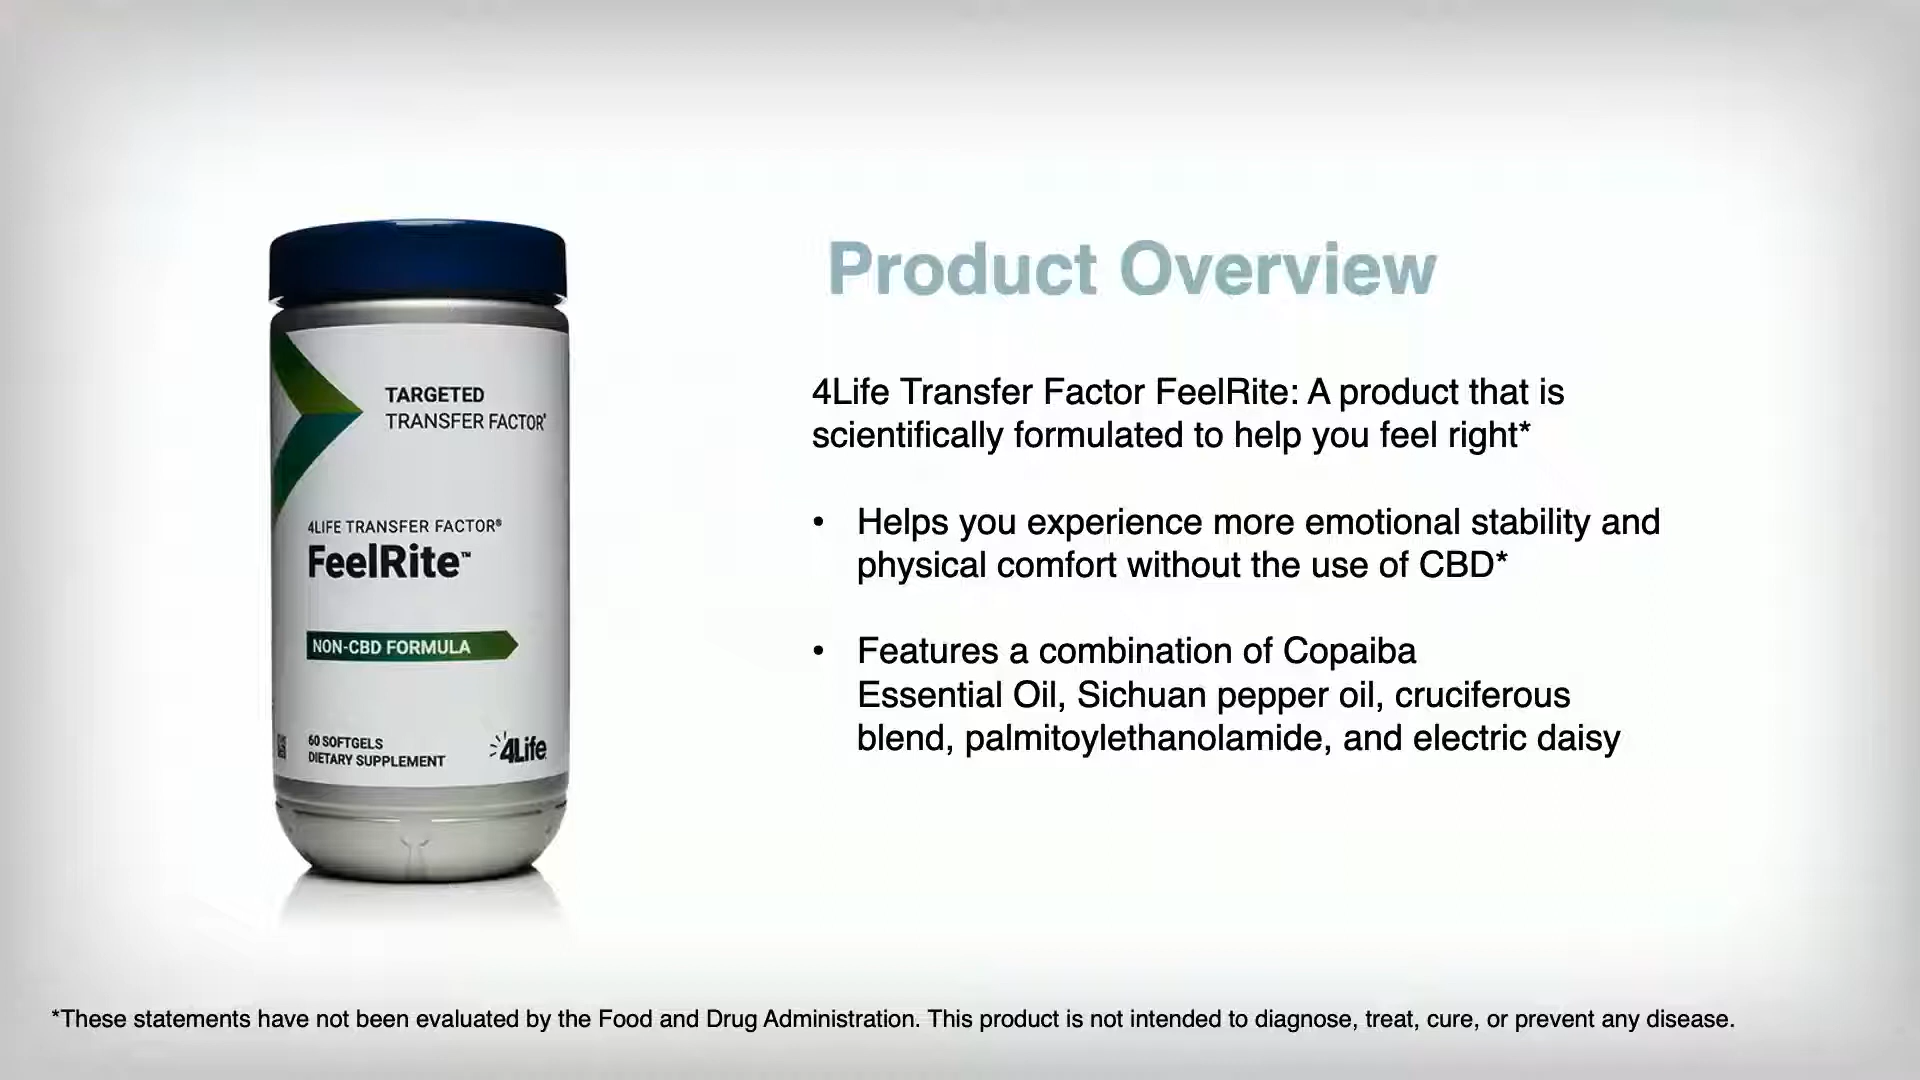 Product Overview
4Life Transfer Factor FeelRite: A product that is
scientifically formulated to help you feel right*
• Helps you experience more emotional stability and
physical comfort without the use of CBD*
• Features a combination of Copaiba
Essential Oil, Sichuan pepper oil, cruciferous
blend, palmitoylethanolamide, and electric daisy
TARGETED
TRANSFER FACTOR®
4LIFE TRANSFER FACTOR®
FeelRite™
NON-CBD FORMULA
60 SOFTGELS
DIETARY SUPPLEMENT
4Life
*These statements have not been evaluated by the Food and Drug Administration. This product is not intended to diagnose, treat, cure, or prevent any disease.